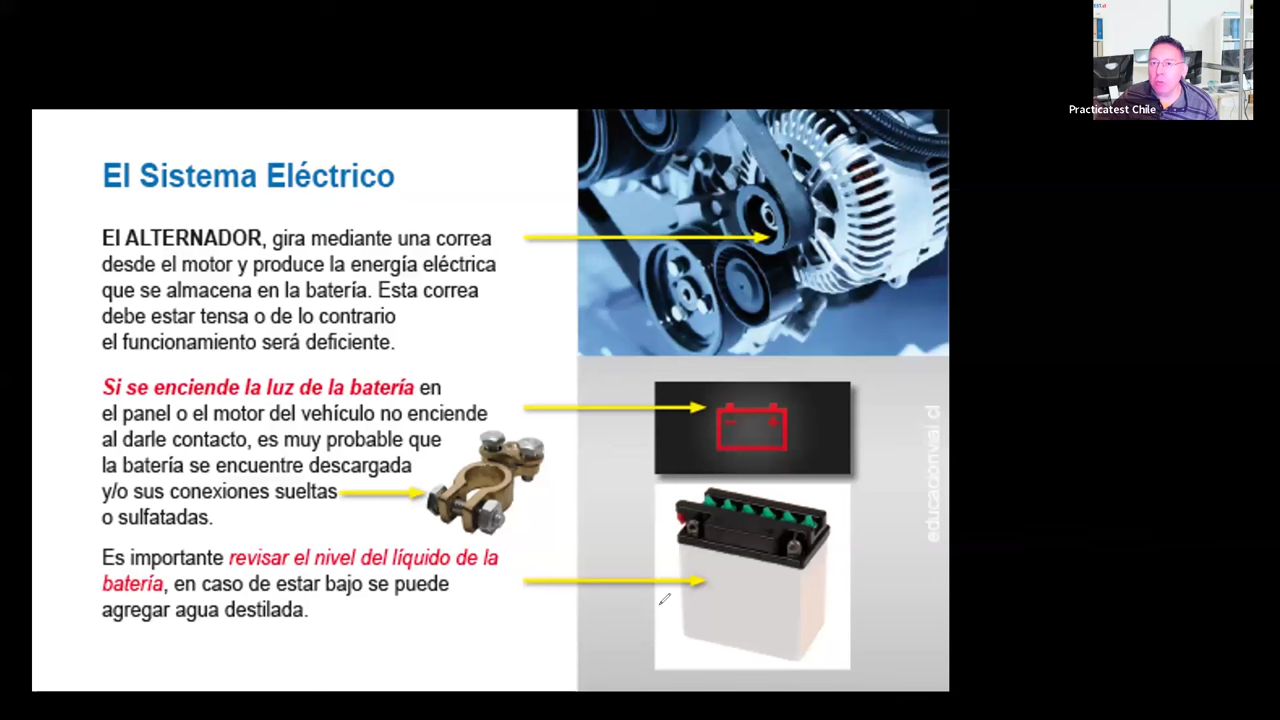 Practicatest Chile
El Sistema Eléctrico
El ALTERNADOR, gira mediante una correa
desde el motor y produce la energía eléctrica
que se almacena en la batería. Esta correa
debe estar tensa o de lo contrario
el funcionamiento será deficiente.
Si se enciende la luz de la batería en
el panel o el motor del vehículo no enciende
al darle contacto, es muy probable que
la batería se encuentre descargada
y/o sus conexiones sueltas
o sulfatadas.
Es importante revisar el nivel del líquido de la
batería, en caso de estar bajo se puede
agregar agua destilada.